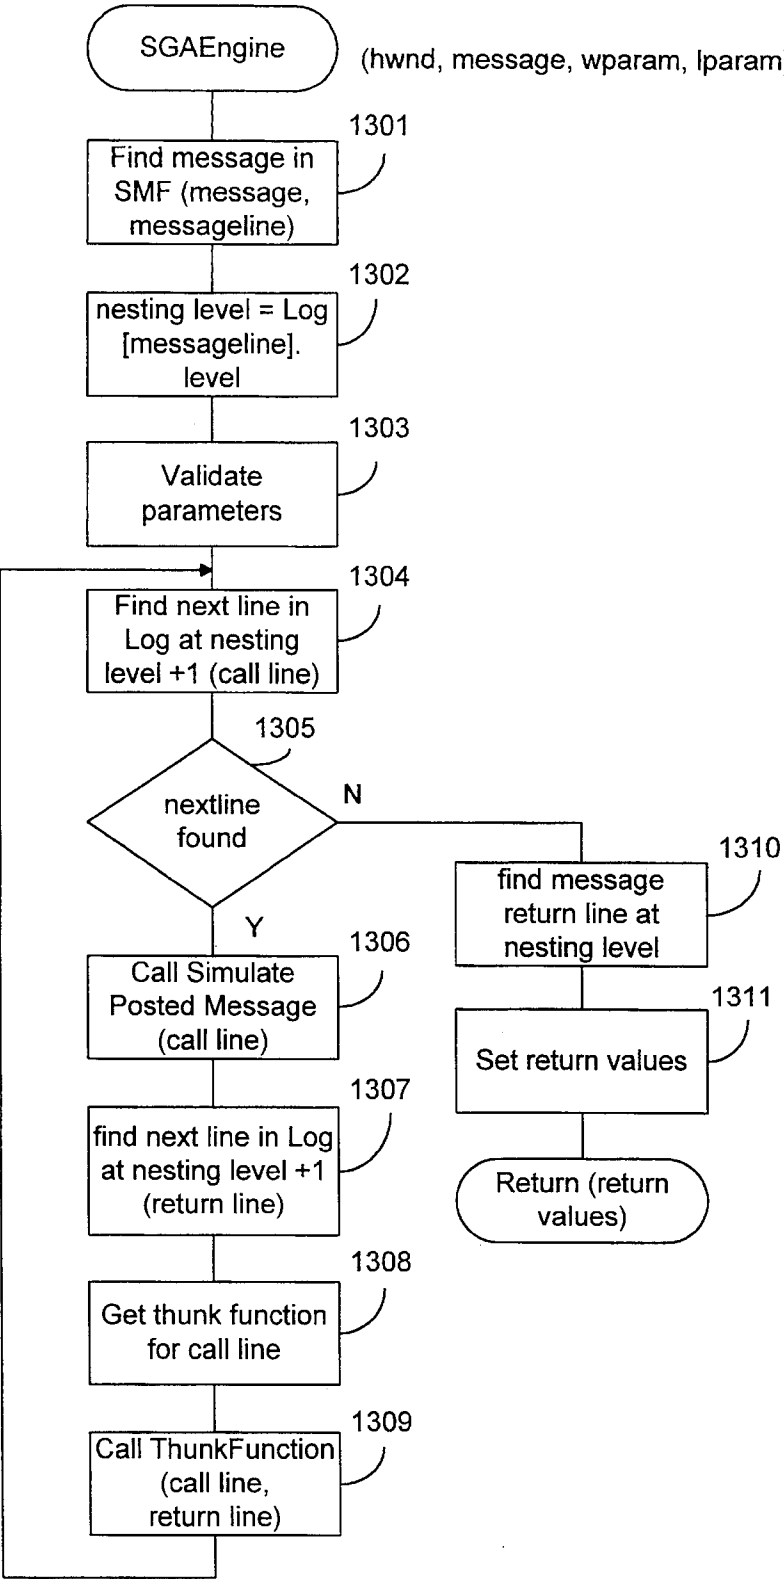 SGAEngine
(hwnd, message, wparam, lparam
1301
Find message in
SMF (message,
messageline)
1302
nesting level = Log
[messageline].
level
1303
Validate
parameters
1304
Find next line in
Log at nesting
level +1 (call line)
1305
nextline
found
N
Y
1306
Call Simulate
Posted Message
(call line)
1307
find next line in Log
at nesting level +1
(return line)
1308
Get thunk function
for call line
1309
Call ThunkFunction
(call line,
return line)
1310
find message
return line at
nesting level
1311
Set return values
Return (return
values)